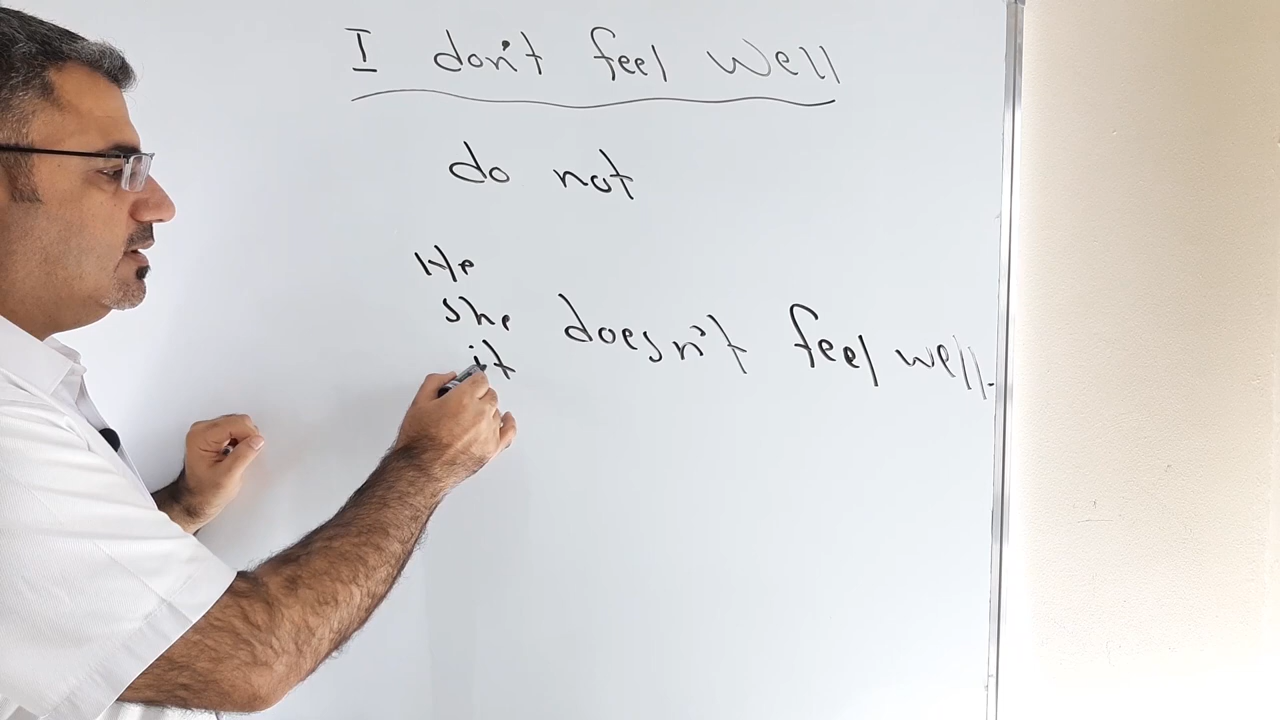 I don't feel well
do not
He
she doesn't feel well.
it